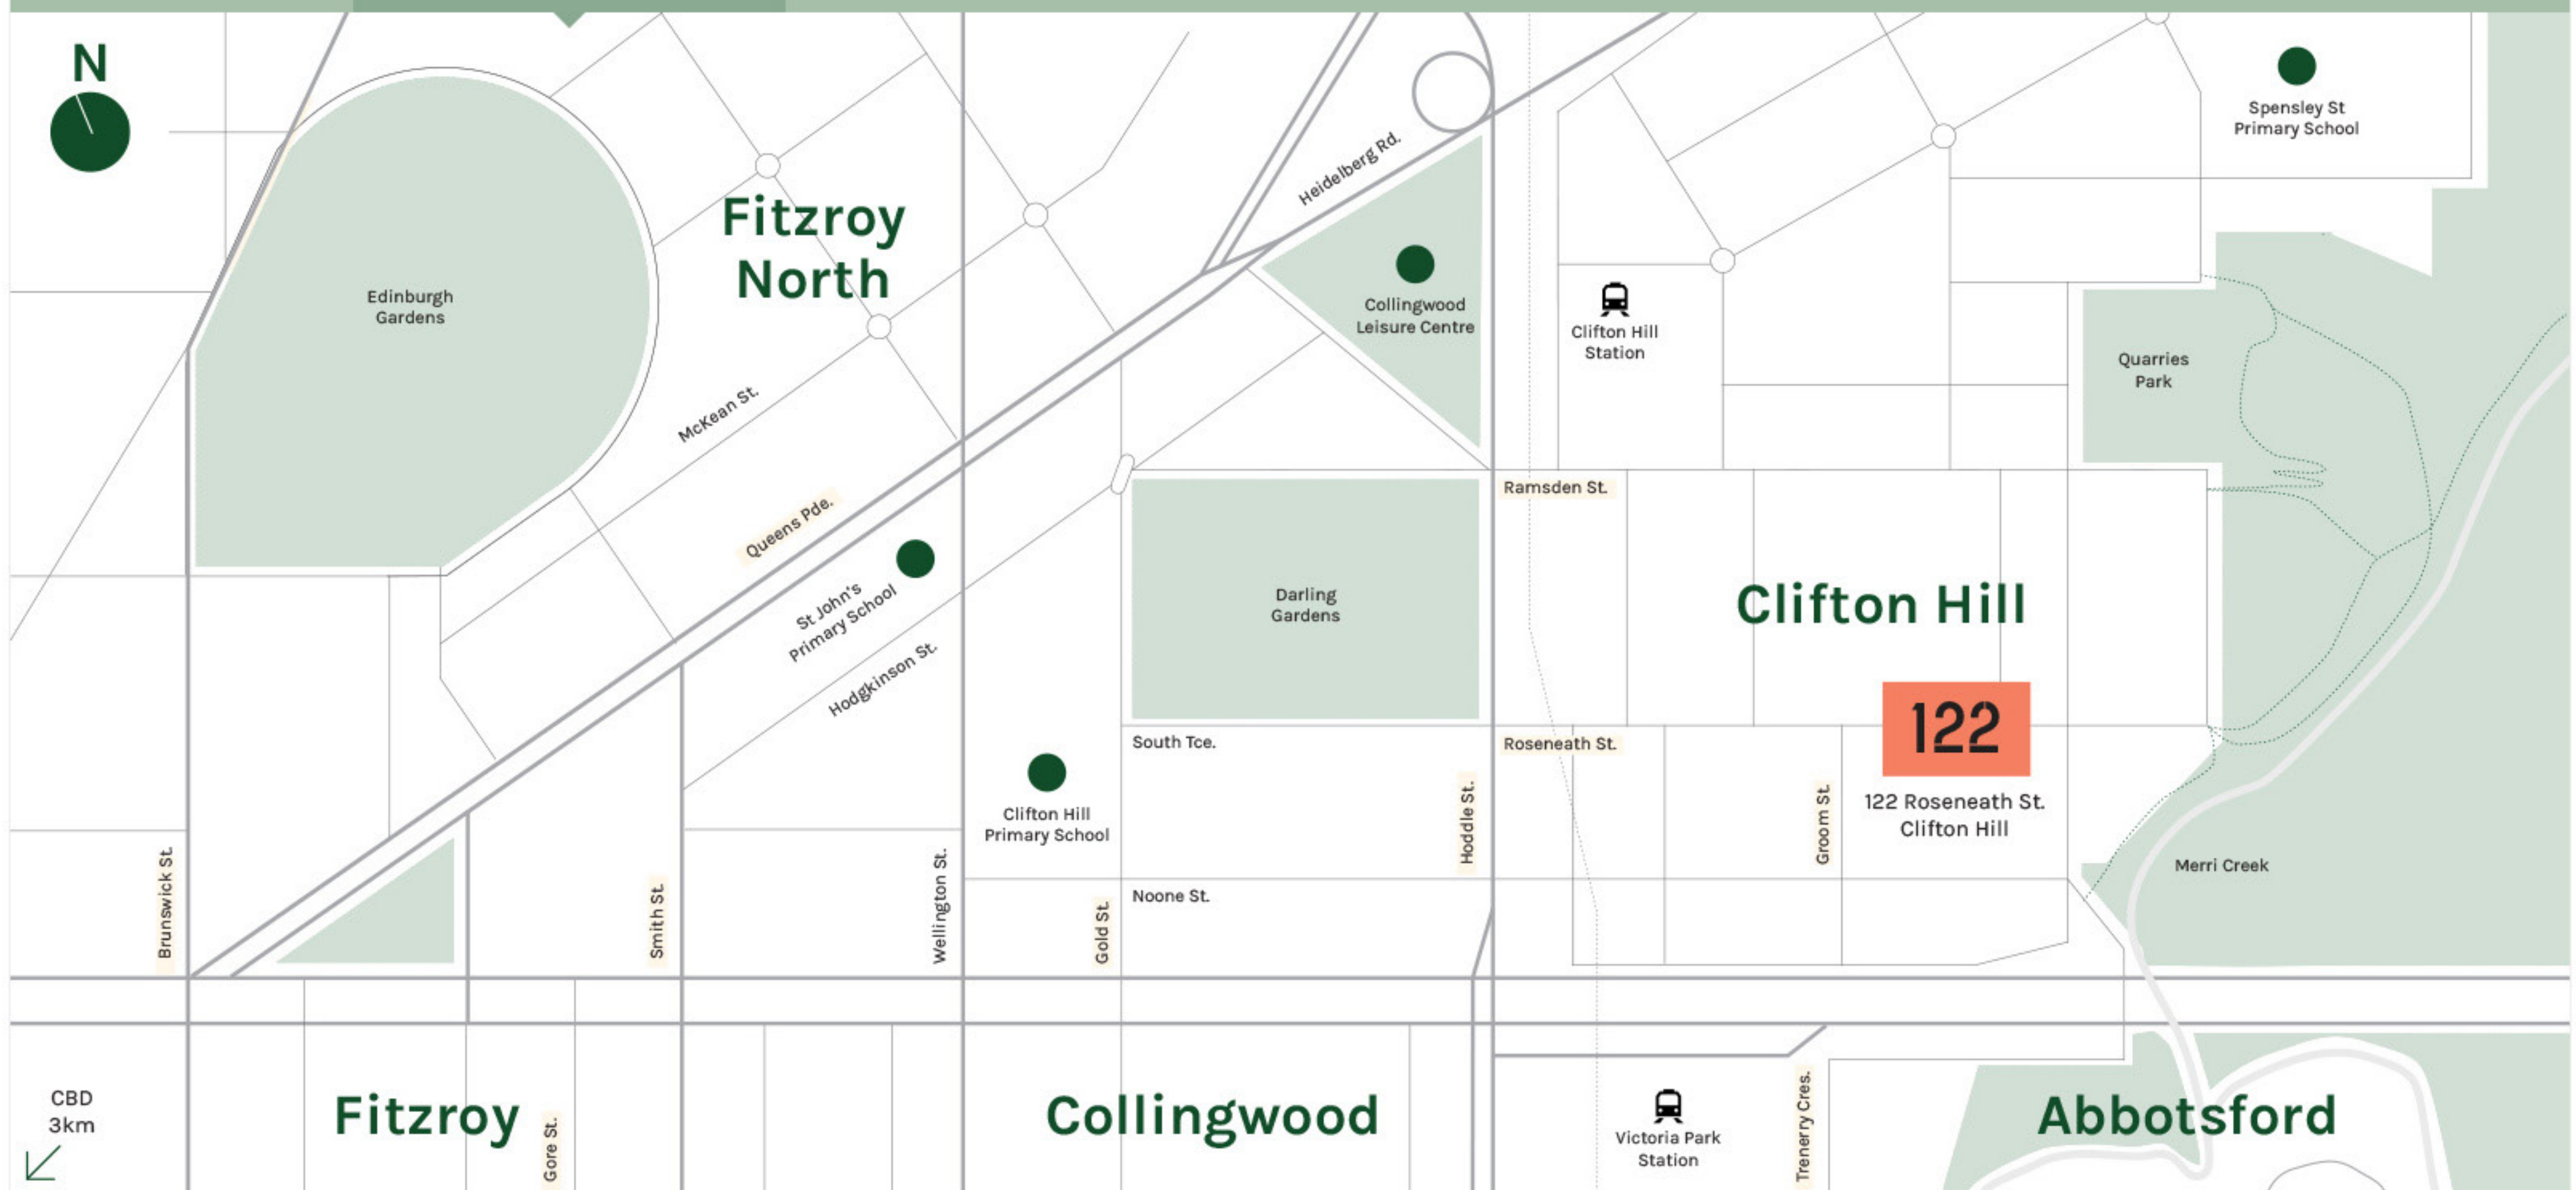 N
Spensley St
Primary School
Heidelberg Rd.
Fitzroy
North
Edinburgh
Gardens
Collingwood
Leisure Centre
Clifton Hill
Station
Quarries
Park
McKean St.
Queens Pde.
Ramsden St.
St John's
Primary School
Hodgkinson St.
Darling
Gardens
Clifton Hill
122
122 Roseneath St.
Clifton Hill
South Tce.
Roseneath St.
Clifton Hill
Primary School
Hoddle St.
Groom St.
Merri Creek
Brunswick St.
Smith St.
Wellington St.
Gold St.
Noone St.
CBD
3km
Fitzroy
Gore St.
Collingwood
Victoria Park
Station
Trenerry Cres.
Abbotsford